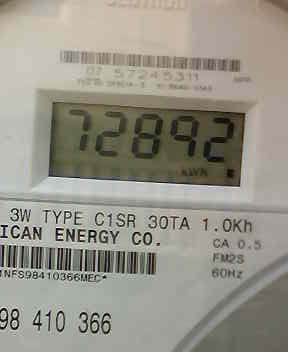 07 57245311
72892
kWh
3W TYPE C1SR 30TA 1.0Kh
ICAN ENERGY CO.
CA 0.5
FM2S
60Hz
1NFS98410366MEC*
98 410 366